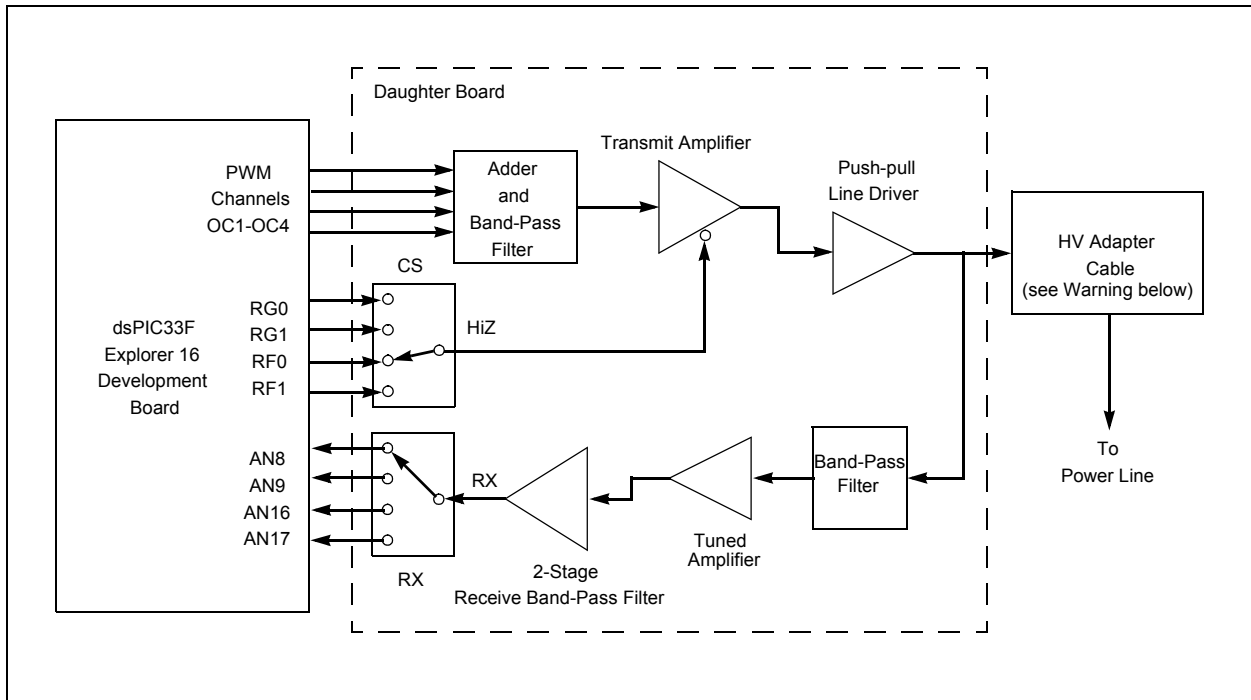 Daughter Board
dsPIC33F
Explorer 16
Development
Board
PWM
Channels
OC1-OC4
RG0
RG1
RF0
RF1
AN8
AN9
AN16
AN17
Adder
and
Band-Pass
Filter
CS
HiZ
Transmit Amplifier
Push-pull
Line Driver
HV Adapter
Cable
(see Warning below)
To
Power Line
Band-Pass
Filter
Tuned
Amplifier
2-Stage
Receive Band-Pass Filter
RX
RX